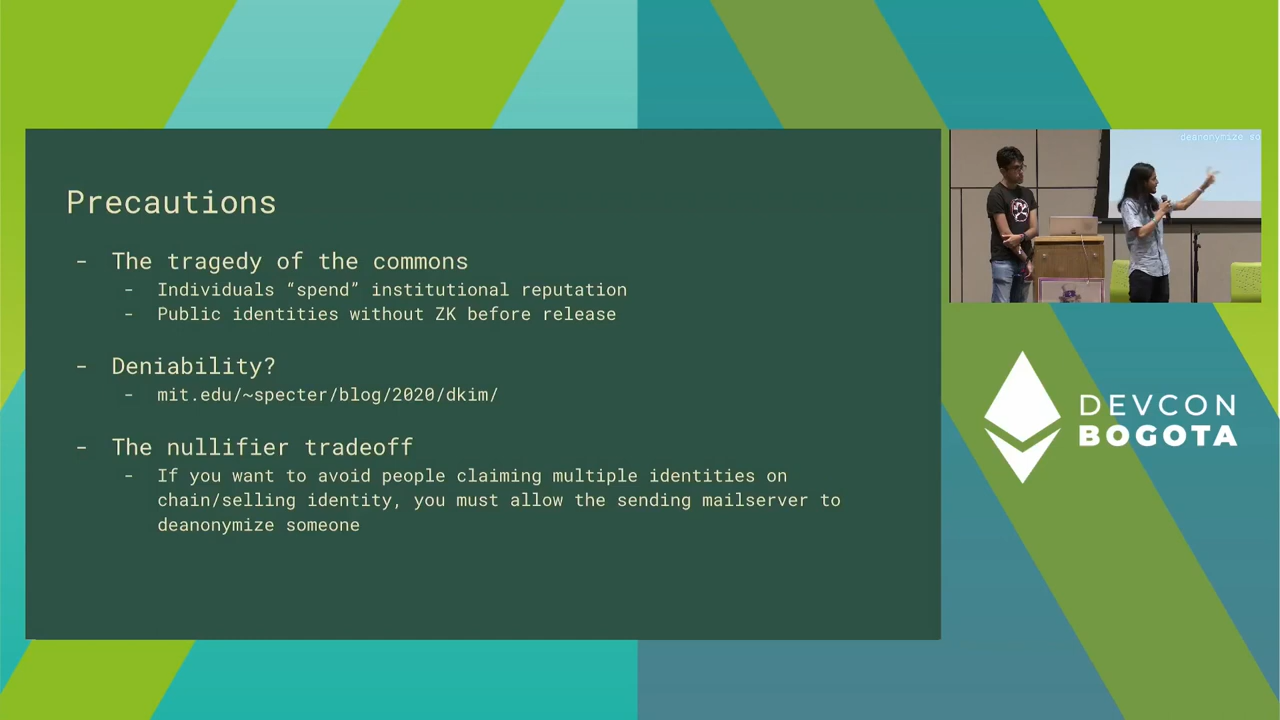 Precautions
- The tragedy of the commons
- Individuals “spend” institutional reputation
- Public identities without ZK before release
- Deniability?
- mit.edu/~specter/blog/2020/dkim/
- The nullifier tradeoff
- If you want to avoid people claiming multiple identities on
chain/selling identity, you must allow the sending mailserver to
deanonymize someone
deanonymize so
DEVCON
BOGOTA